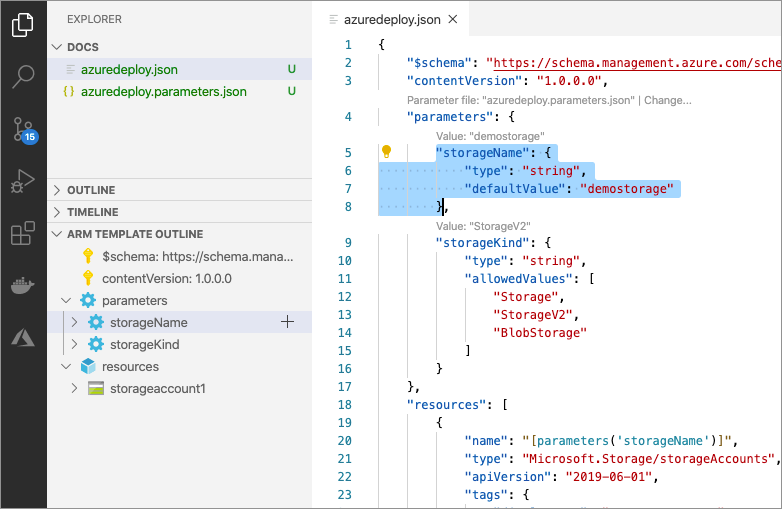 EXPLORER
DOCS
azuredeploy.json U
azuredeploy.parameters.json U
15
OUTLINE
TIMELINE
ARM TEMPLATE OUTLINE
$schema: https://schema.mana...
contentVersion: 1.0.0.0
parameters
storageName
storageKind
resources
storageaccount1
azuredeploy.json
1 {
2 "$schema": "https://schema.management.azure.com/sche
3 "contentVersion": "1.0.0.0",
Parameter file: "azuredeploy.parameters.json" | Change...
4 "parameters": {
Value: "demostorage"
5 "storageName": {
6 "type": "string",
7 "defaultValue": "demostorage"
8 },
Value: "StorageV2"
9 "storageKind": {
10 "type": "string",
11 "allowedValues": [
12 "Storage",
13 "StorageV2",
14 "BlobStorage"
15 ]
16 }
17 },
18 "resources": [
19 {
20 "name": "[parameters('storageName')]",
21 "type": "Microsoft.Storage/storageAccounts",
22 "apiVersion": "2019-06-01",
23 "tags": {